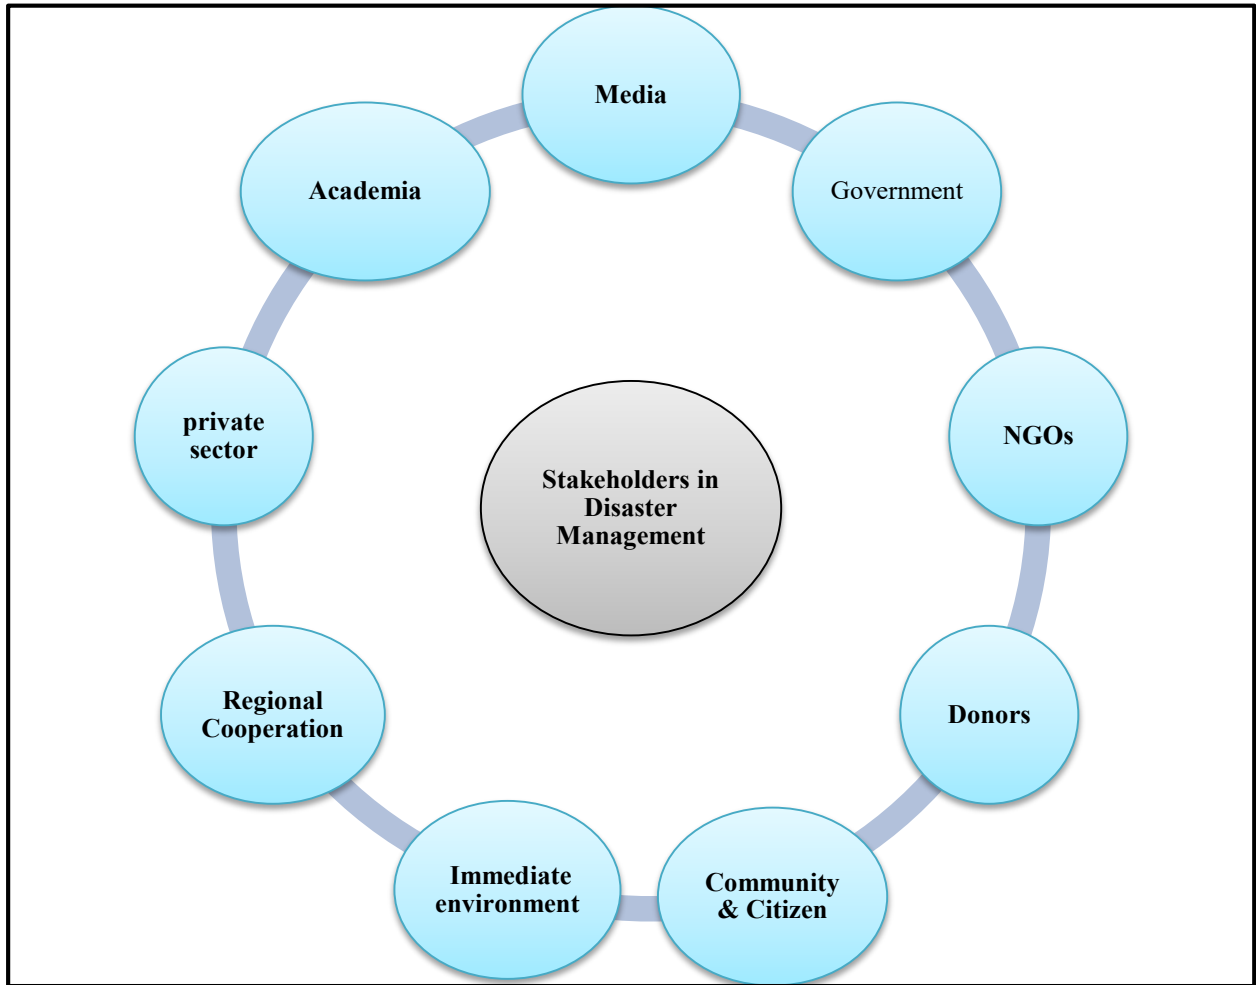 Media
Government
Academia
private
sector
NGOs
Stakeholders in
Disaster
Management
Regional
Cooperation
Donors
Immediate
environment
Community
& Citizen